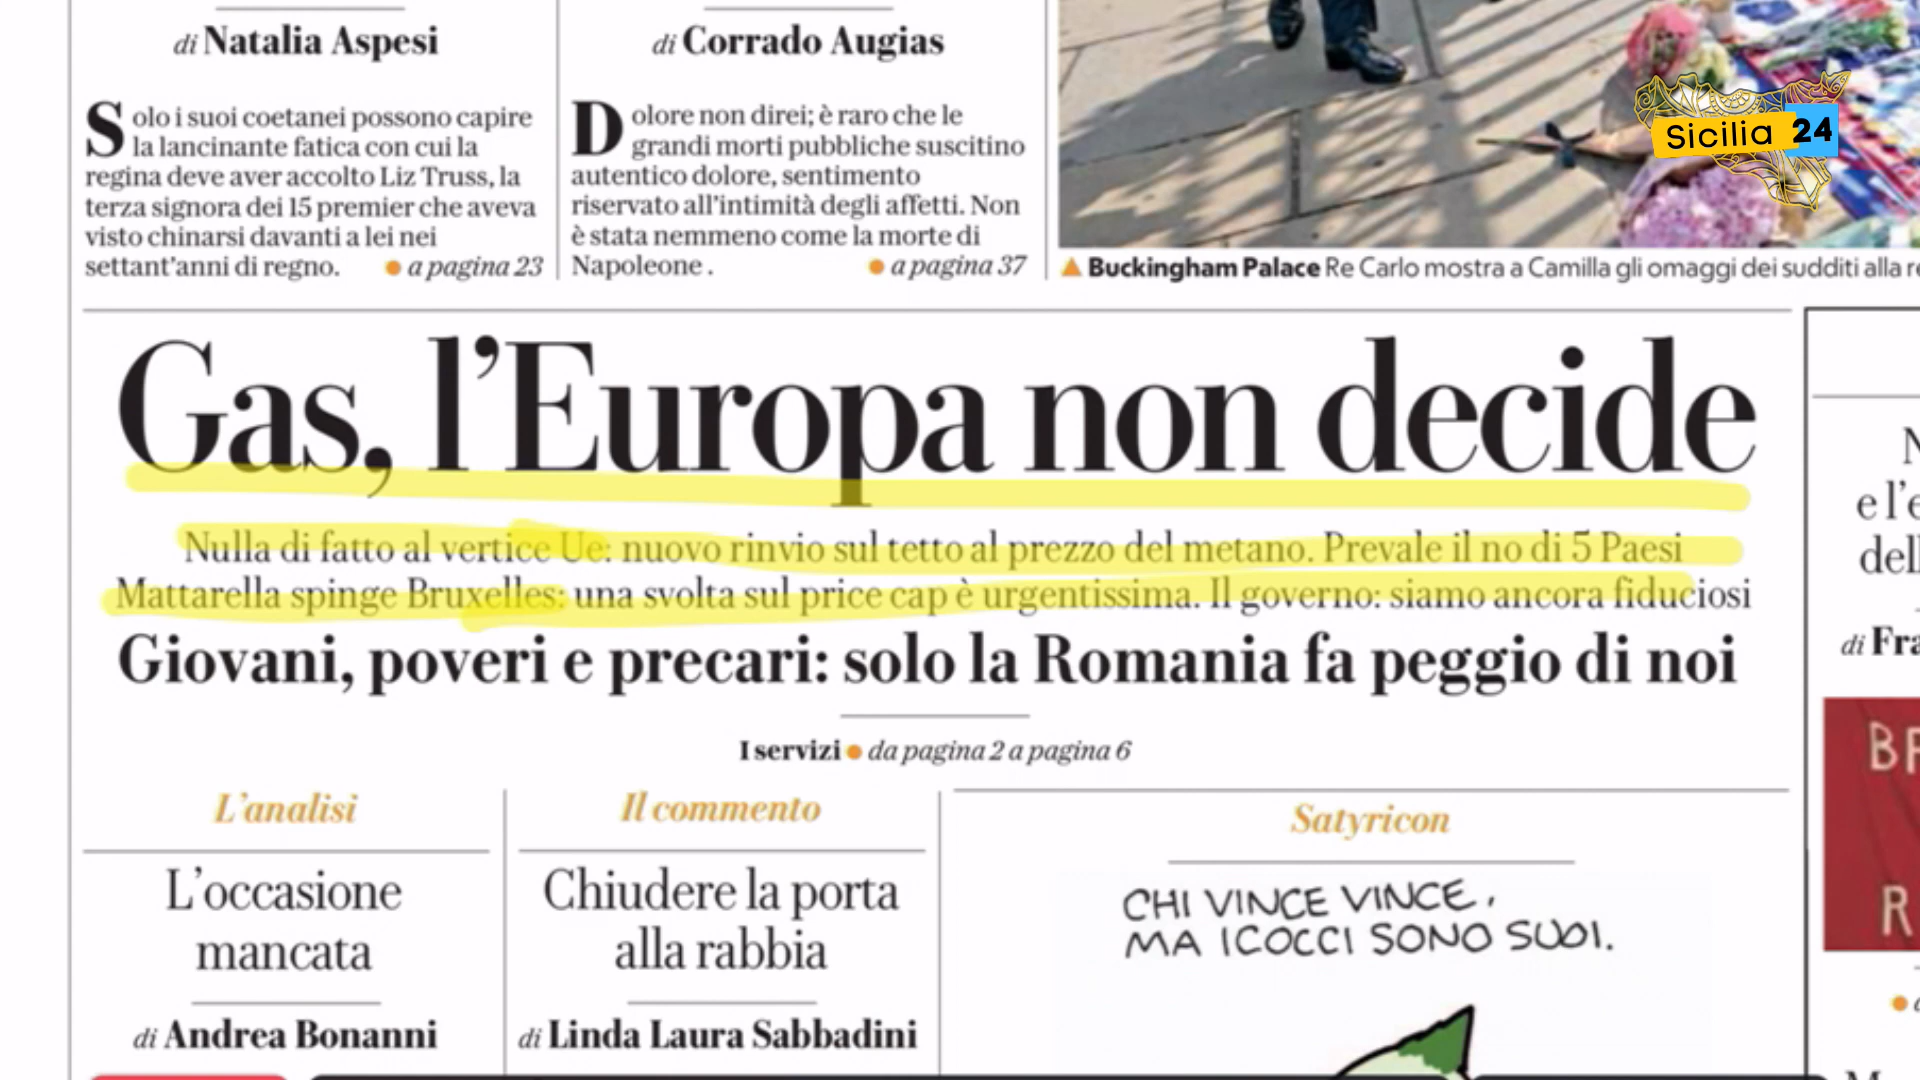 di Natalia Aspesi
Solo i suoi coetanei possono capire
la lancinante fatica con cui la
regina deve aver accolto Liz Truss, la
terza signora dei 15 premier che aveva
visto chinarsi davanti a lei nei
settant'anni di regno. ● a pagina 23
di Corrado Augias
Dolore non direi; è raro che le
grandi morti pubbliche suscitino
autentico dolore, sentimento
riservato all'intimità degli affetti. Non
è stata nemmeno come la morte di
Napoleone. ● a pagina 37
Sicilia 24
▲ Buckingham Palace Re Carlo mostra a Camilla gli omaggi dei sudditi alla
Gas, l'Europa non decide
Nulla di fatto al vertice Ue: nuovo rinvio sul tetto al prezzo del metano. Prevale il no di 5 Paesi
Mattarella spinge Bruxelles: una svolta sul price cap è urgentissima. Il governo: siamo ancora fiduciosi
Giovani, poveri e precari: solo la Romania fa peggio di noi
I servizi ● da pagina 2 a pagina 6
L'analisi
L'occasione
mancata
di Andrea Bonanni
Il commento
Chiudere la porta
alla rabbia
di Linda Laura Sabbadini
Satyricon
CHI VINCE VINCE,
MA I COCCI SONO SUOI.
e l'e
dell
di Fra
BF
R